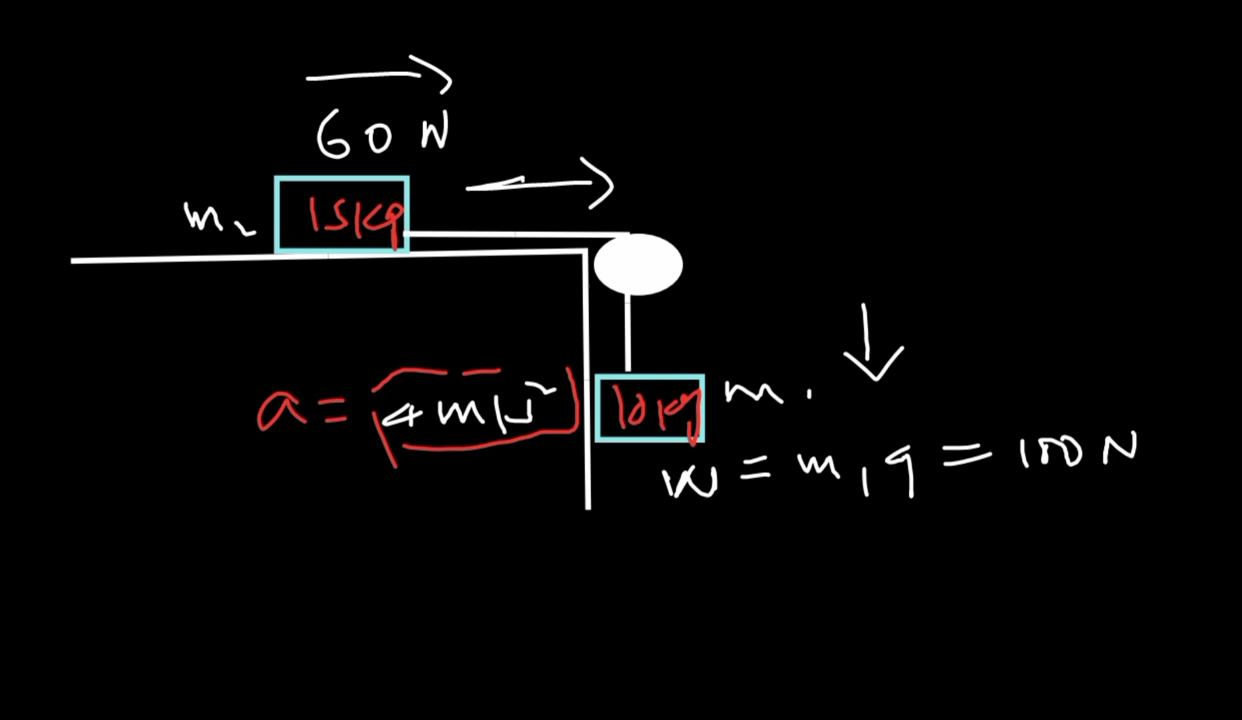 60 N
m₂ 15kg
a = 4 m/s²
10kg m₁
W = m₁g = 100 N